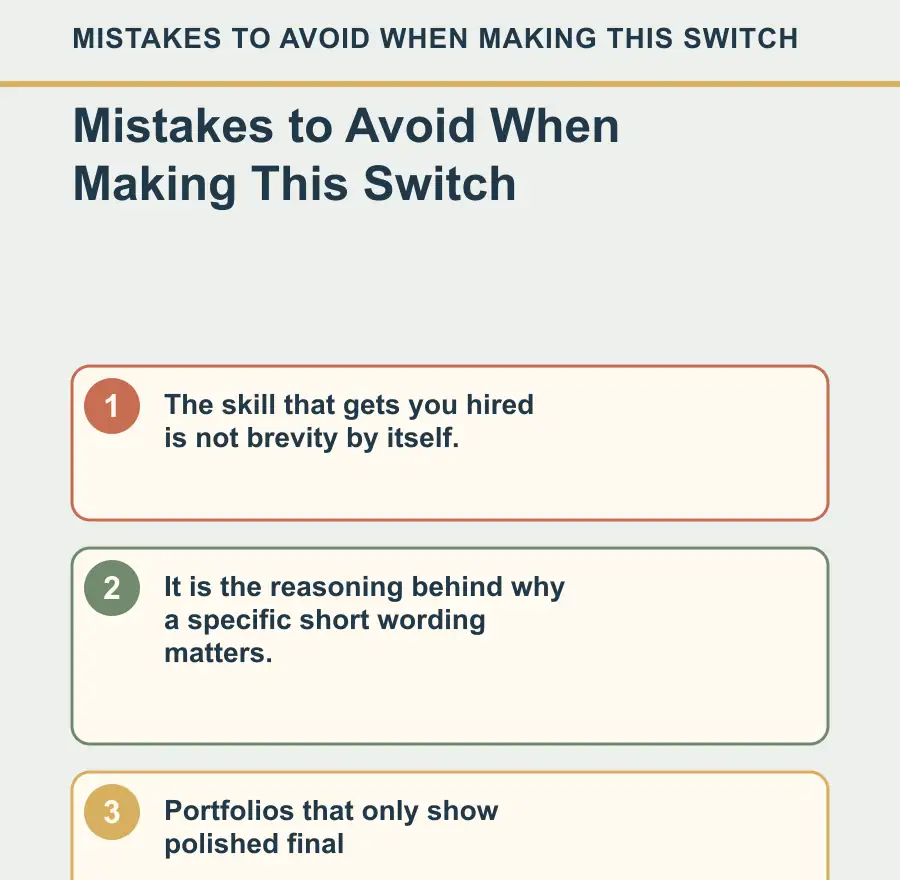 MISTAKES TO AVOID WHEN MAKING THIS SWITCH
Mistakes to Avoid When
Making This Switch
1
The skill that gets you hired
is not brevity by itself.
2
It is the reasoning behind why
a specific short wording
matters.
3
Portfolios that only show
polished final